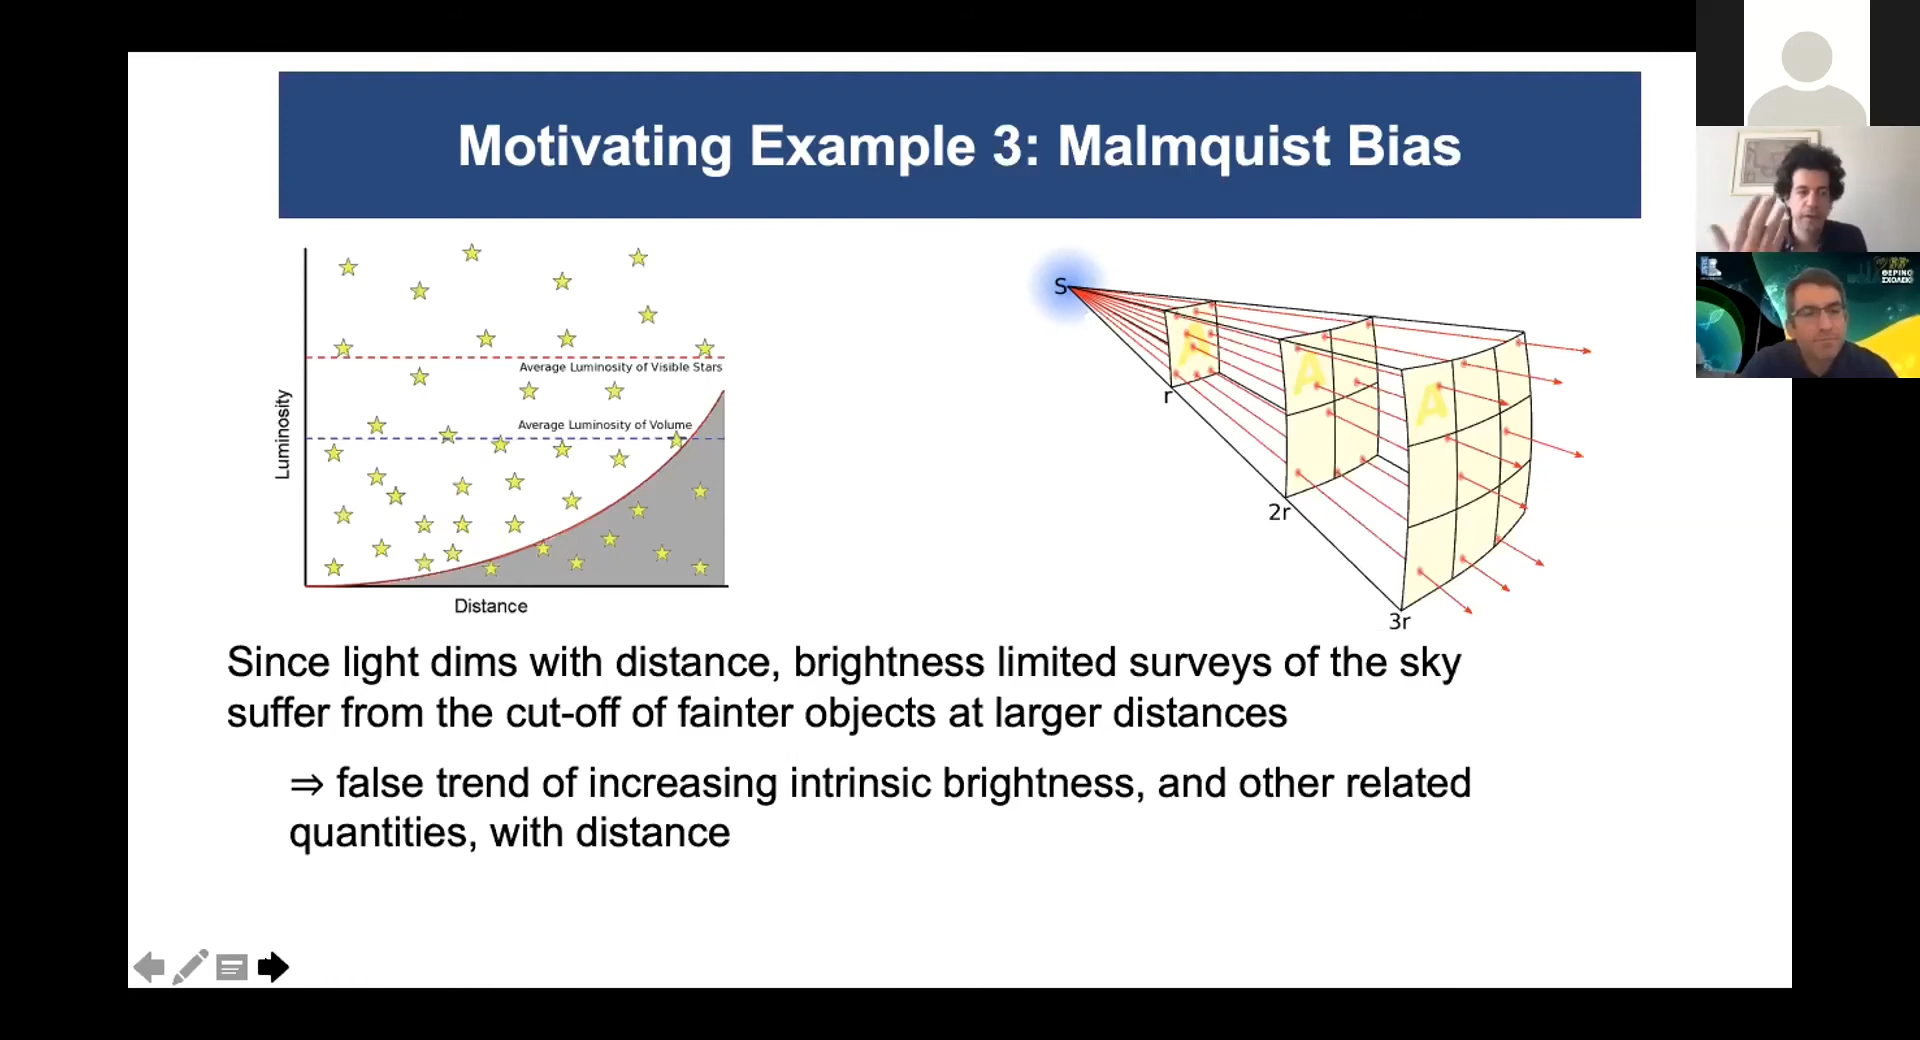 Motivating Example 3: Malmquist Bias
Average Luminosity of Visible Stars
Average Luminosity of Volume
Luminosity
Distance
S
A
A
A
r
2r
3r
Since light dims with distance, brightness limited surveys of the sky
suffer from the cut-off of fainter objects at larger distances
⇒ false trend of increasing intrinsic brightness, and other related
quantities, with distance
ΘΕΡΙΝΟ
ΣΧΟΛΕΙΟ